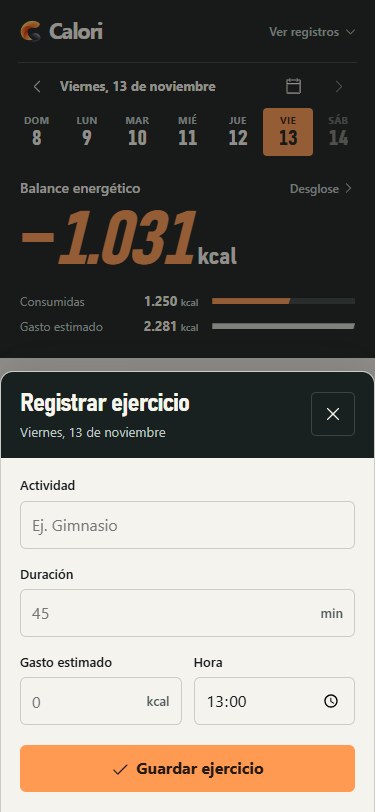 Calori
Ver registros
Viernes, 13 de noviembre
DOM LUN MAR MIÉ JUE VIE SÁB
8 9 10 11 12 13 14
Balance energético
Desglose
−1.031 kcal
Consumidas 1.250 kcal
Gasto estimado 2.281 kcal
Registrar ejercicio
Viernes, 13 de noviembre
Actividad
Ej. Gimnasio
Duración
45 min
Gasto estimado Hora
0 kcal 13:00
Guardar ejercicio